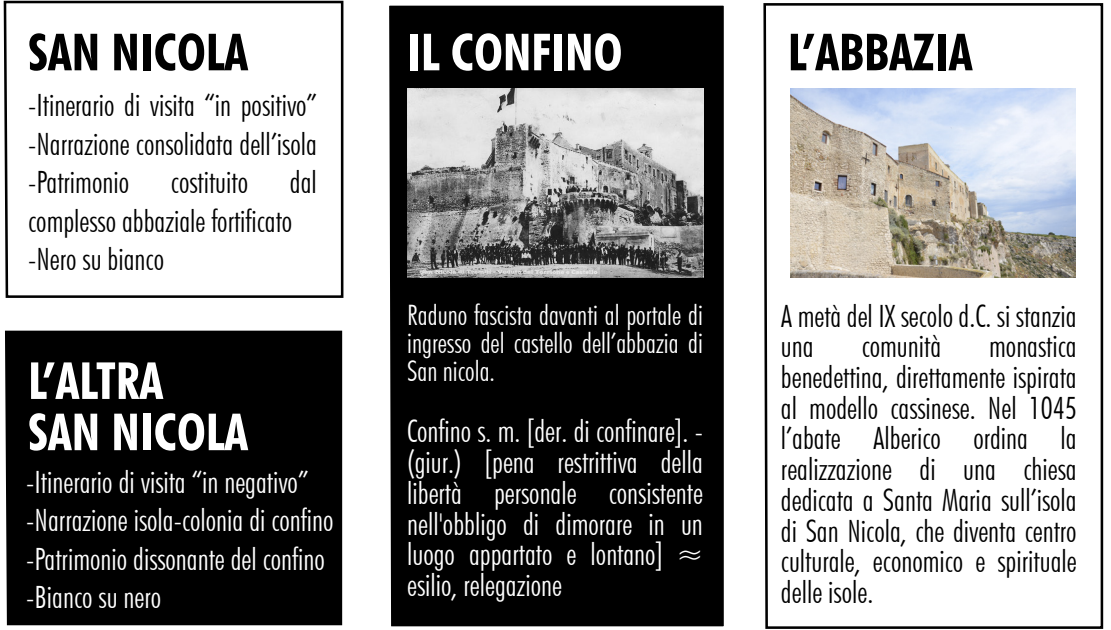 SAN NICOLA
-Itinerario di visita “in positivo”
-Narrazione consolidata dell’isola
-Patrimonio costituito dal
complesso abbaziale fortificato
-Nero su bianco
L’ALTRA
SAN NICOLA
-Itinerario di visita “in negativo”
-Narrazione isola-colonia di confino
-Patrimonio dissonante del confino
-Bianco su nero
IL CONFINO
Raduno fascista davanti al portale di
ingresso del castello dell’abbazia di
San nicola.
Confino s. m. [der. di confinare]. -
(giur.) [pena restrittiva della
libertà personale consistente
nell'obbligo di dimorare in un
luogo appartato e lontano] ≈
esilio, relegazione
L’ABBAZIA
A metà del IX secolo d.C. si stanzia
una comunità monastica
benedettina, direttamente ispirata
al modello cassinese. Nel 1045
l’abate Alberico ordina la
realizzazione di una chiesa
dedicata a Santa Maria sull’isola
di San Nicola, che diventa centro
culturale, economico e spirituale
delle isole.